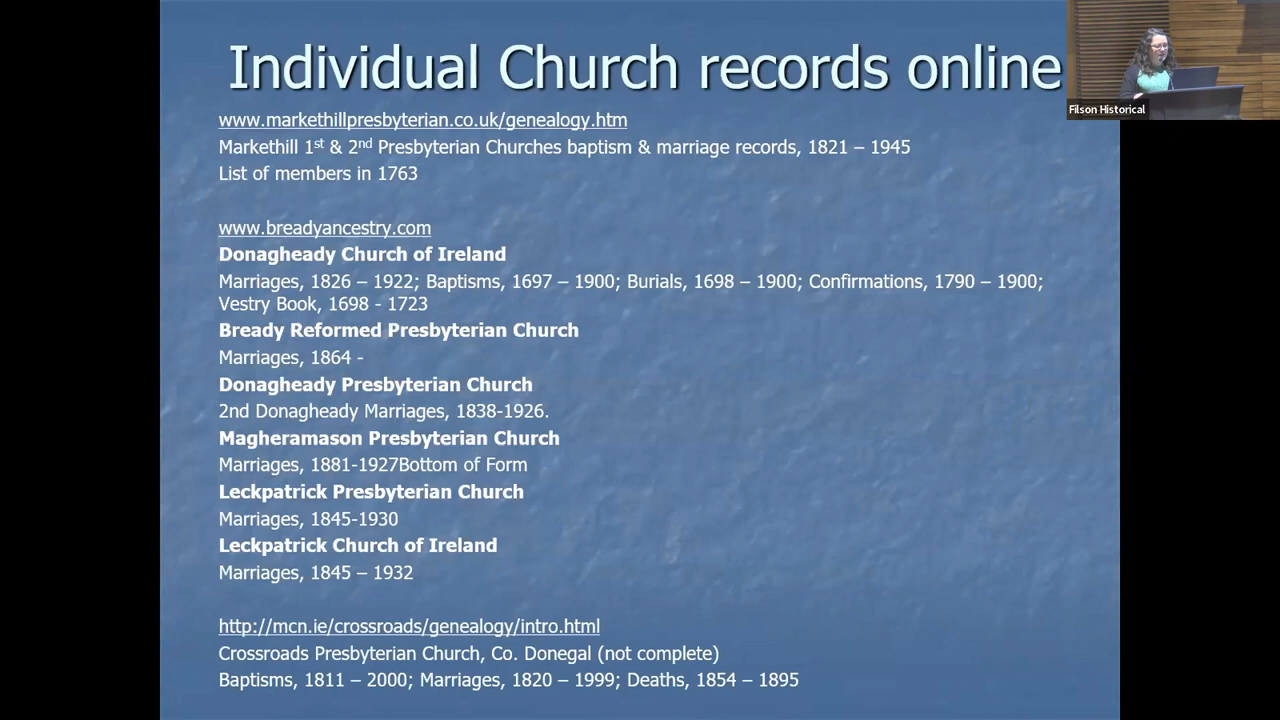 Individual Church records online
Filson Historical
www.markethillpresbyterian.co.uk/genealogy.htm
Markethill 1st & 2nd Presbyterian Churches baptism & marriage records, 1821 – 1945
List of members in 1763
www.breadyancestry.com
Donagheady Church of Ireland
Marriages, 1826 – 1922; Baptisms, 1697 – 1900; Burials, 1698 – 1900; Confirmations, 1790 – 1900;
Vestry Book, 1698 - 1723
Bready Reformed Presbyterian Church
Marriages, 1864 -
Donagheady Presbyterian Church
2nd Donagheady Marriages, 1838-1926.
Magheramason Presbyterian Church
Marriages, 1881-1927Bottom of Form
Leckpatrick Presbyterian Church
Marriages, 1845-1930
Leckpatrick Church of Ireland
Marriages, 1845 – 1932
http://mcn.ie/crossroads/genealogy/intro.html
Crossroads Presbyterian Church, Co. Donegal (not complete)
Baptisms, 1811 – 2000; Marriages, 1820 – 1999; Deaths, 1854 – 1895